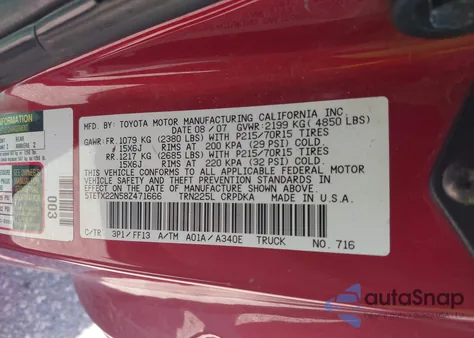 MFD. BY: TOYOTA MOTOR MANUFACTURING CALIFORNIA INC.
DATE 08/07 GVWR: 2199 KG( 4850 LBS)
GAWR: FR. 1079 KG (2380 LBS) WITH P215/70R15 TIRES
15X6J RIMS AT 200 KPA (29 PSI) COLD.
RR. 1217 KG (2685 LBS) WITH P215/70R15 TIRES
15X6J RIMS AT 220 KPA (32 PSI) COLD.
THIS VEHICLE CONFORMS TO ALL APPLICABLE FEDERAL MOTOR
VEHICLE SAFETY AND THEFT PREVENTION STANDARDS IN
EFFECT ON THE DATE OF MANUFACTURE SHOWN ABOVE.
5TETX22N58Z471666 TRN225L CRPDKA MADE IN U.S.A.
C/TR 3P1/FF13 A/TM A01A/A340E TRUCK NO. 716
003
autoSnap